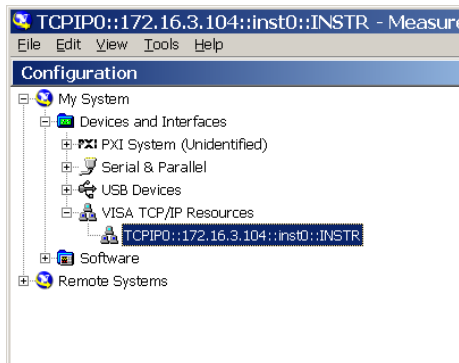 TCPIP0::172.16.3.104::inst0::INSTR - Measure
File Edit View Tools Help
Configuration
My System
Devices and Interfaces
PXI PXI System (Unidentified)
Serial & Parallel
USB Devices
VISA TCP/IP Resources
TCPIP0::172.16.3.104::inst0::INSTR
Software
Remote Systems